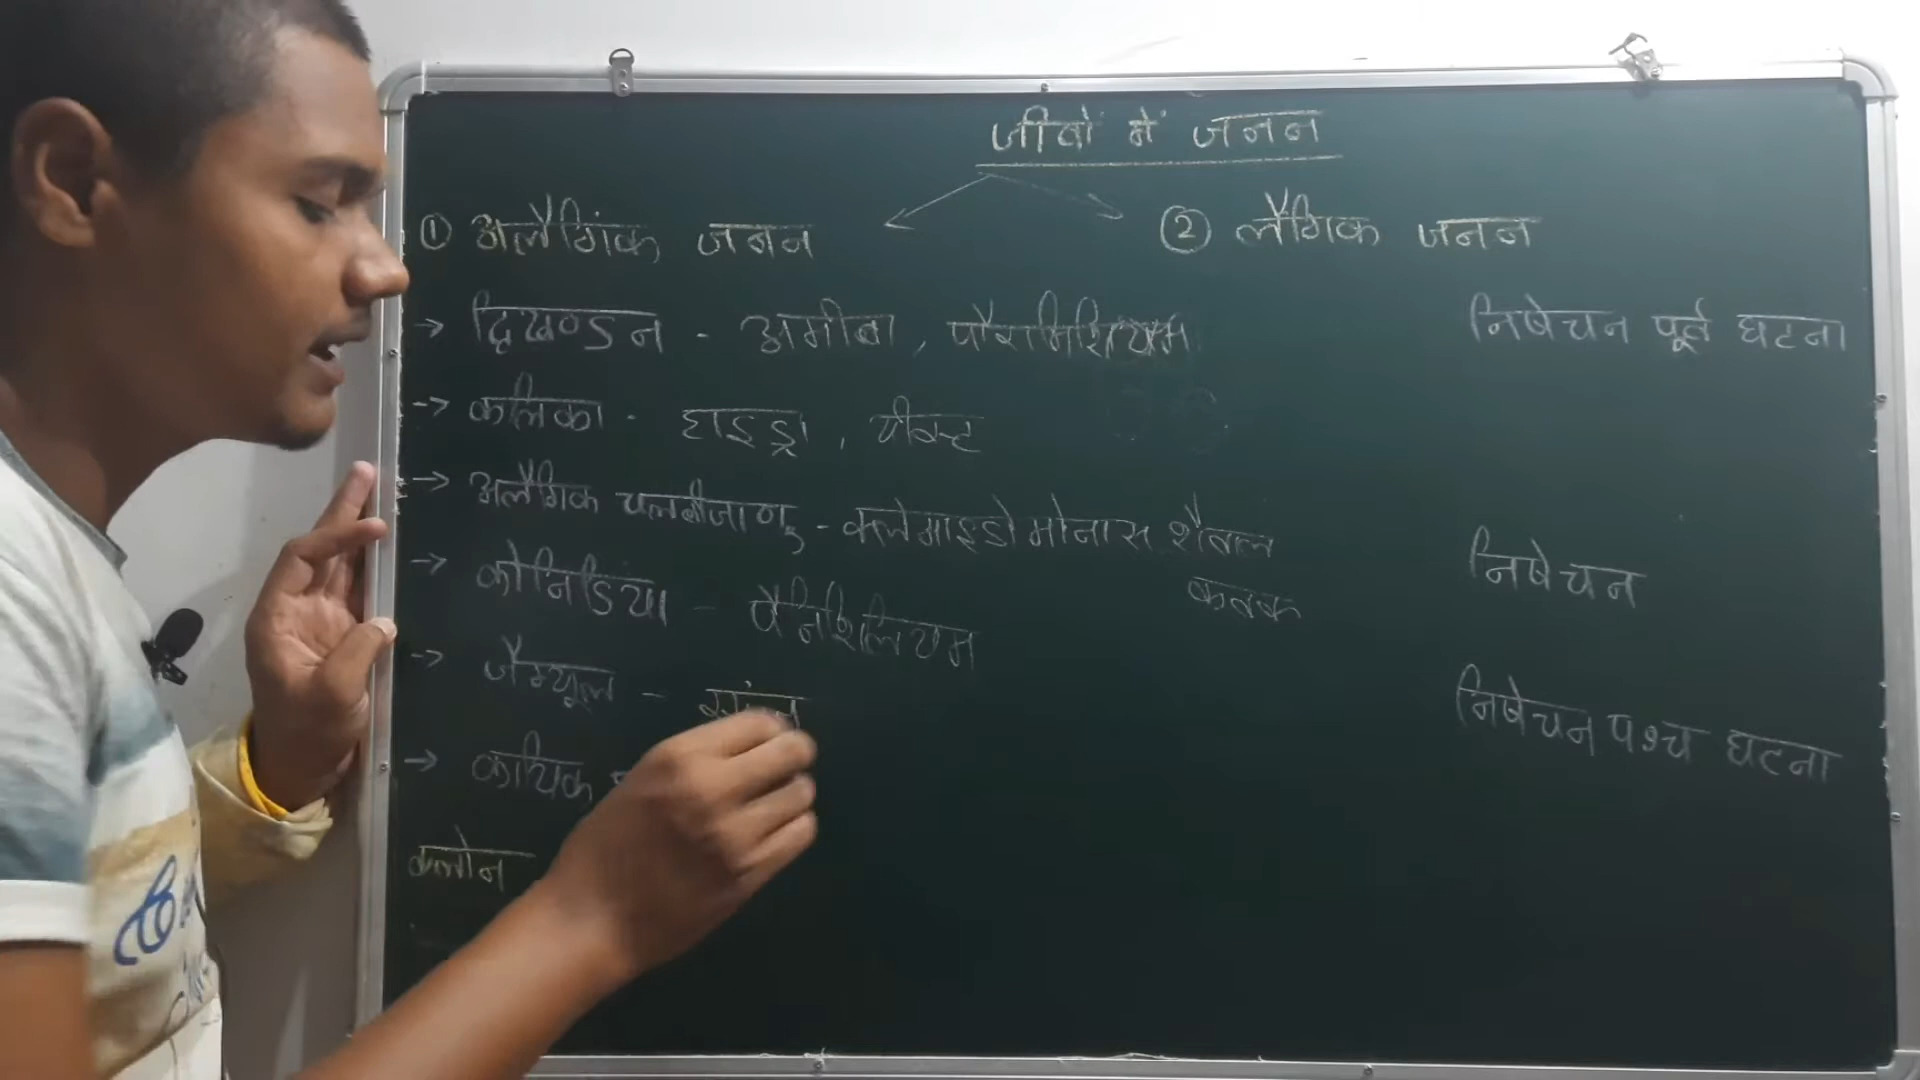 जीवों में जनन
① अलैगिंक जनन
② लैंगिक जनन
→ द्विखण्डन - अमीबा, पैरामिशियम
→ कलिका - हाइड्रा, यीस्ट
→ अलैगिक चलबीजाणु - क्लेमाइडोमोनास शैवाल
कवक
→ कोनिडिया - पैनिशिलियम
→ जैम्यूल -
→ कायिक
क्लोन
निषेचन पूर्व घटना
निषेचन
निषेचन पश्च घटना